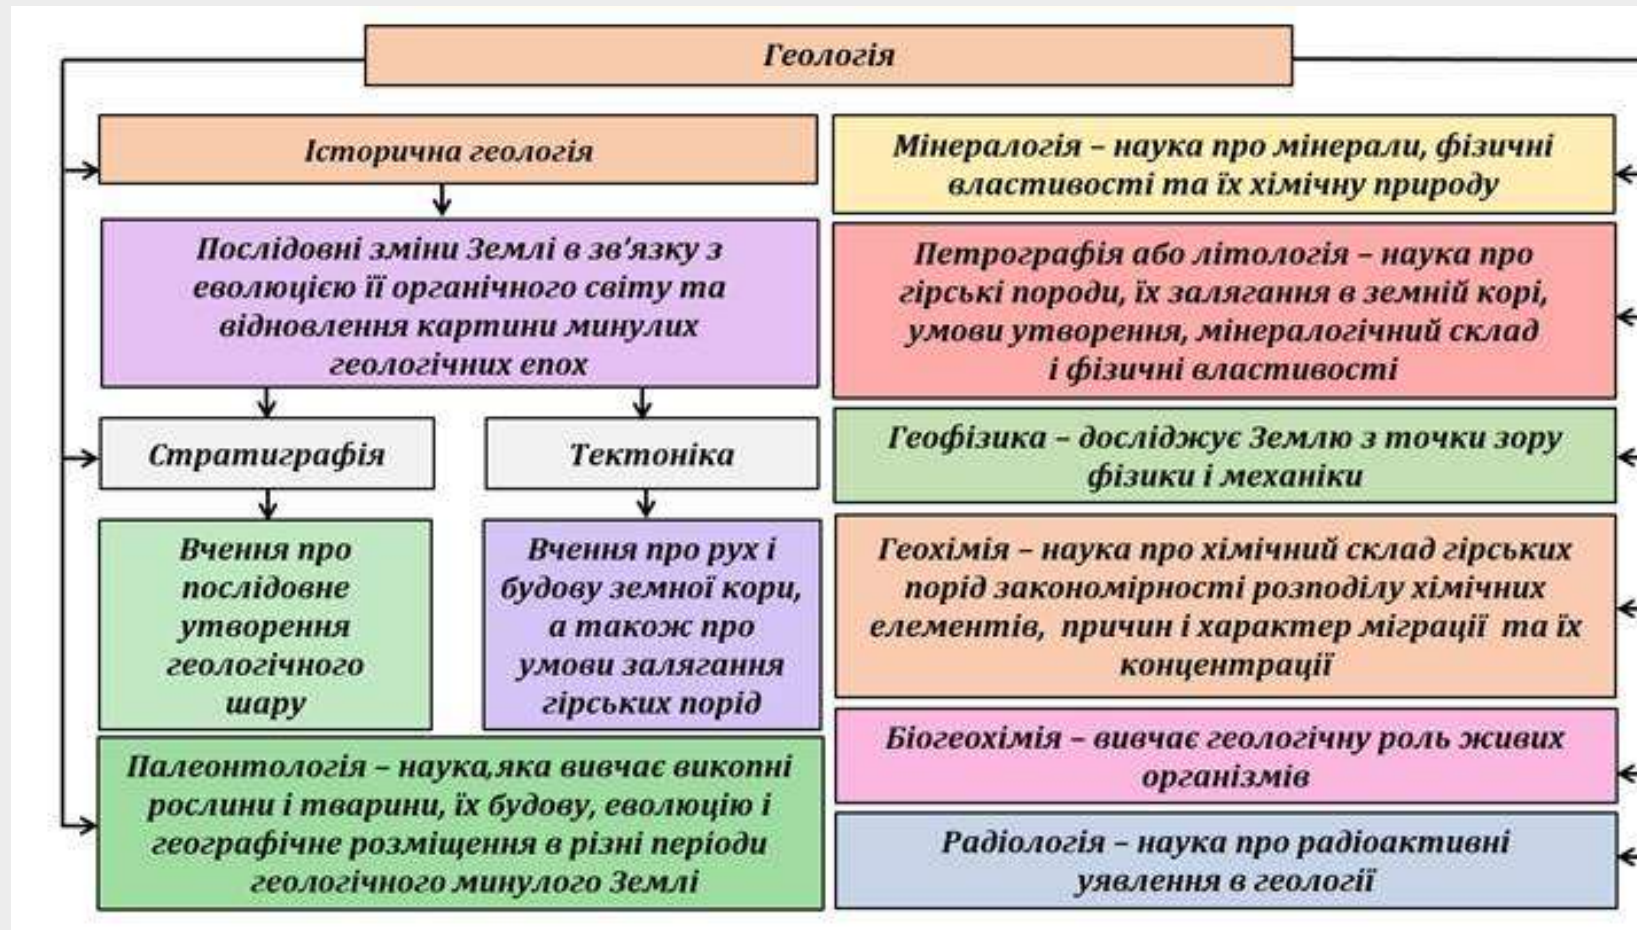 Геологія
Історична геологія
Послідовні зміни Землі в зв’язку з
еволюцією її органічного світу та
відновлення картини минулих
геологічних епох
Стратиграфія
Тектоніка
Вчення про
послідовне
утворення
геологічного
шару
Вчення про рух і
будову земної кори,
а також про
умови залягання
гірських порід
Палеонтологія – наука,яка вивчає викопні
рослини і тварини, їх будову, еволюцію і
географічне розміщення в різні періоди
геологічного минулого Землі
Мінералогія – наука про мінерали, фізичні
властивості та їх хімічну природу
Петрографія або літологія – наука про
гірські породи, їх залягання в земній корі,
умови утворення, мінералогічний склад
і фізичні властивості
Геофізика – досліджує Землю з точки зору
фізики і механіки
Геохімія – наука про хімічний склад гірських
порід закономірності розподілу хімічних
елементів, причин і характер міграції та їх
концентрації
Біогеохімія – вивчає геологічну роль живих
організмів
Радіологія – наука про радіоактивні
уявлення в геології